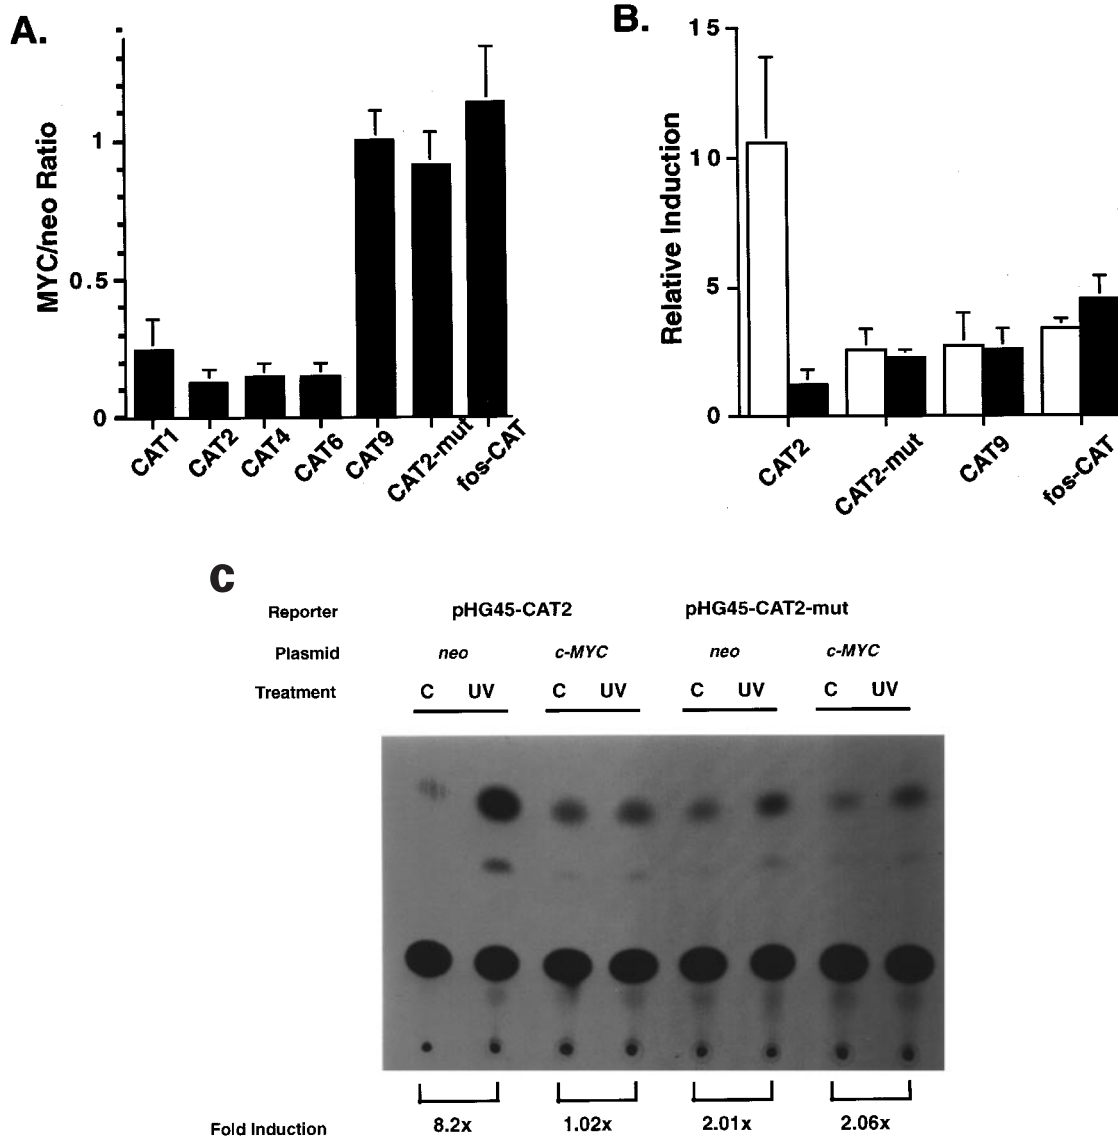 A.
MYC/neo Ratio
1
0.5
0
CAT1 CAT2 CAT4 CAT6 CAT9 CAT2-mut fos-CAT
B.
Relative Induction
15
10
5
0
CAT2 CAT2-mut CAT9 fos-CAT
C
Reporter pHG45-CAT2 pHG45-CAT2-mut
Plasmid neo c-MYC neo c-MYC
Treatment C UV C UV C UV C UV
Fold Induction 8.2x 1.02x 2.01x 2.06x